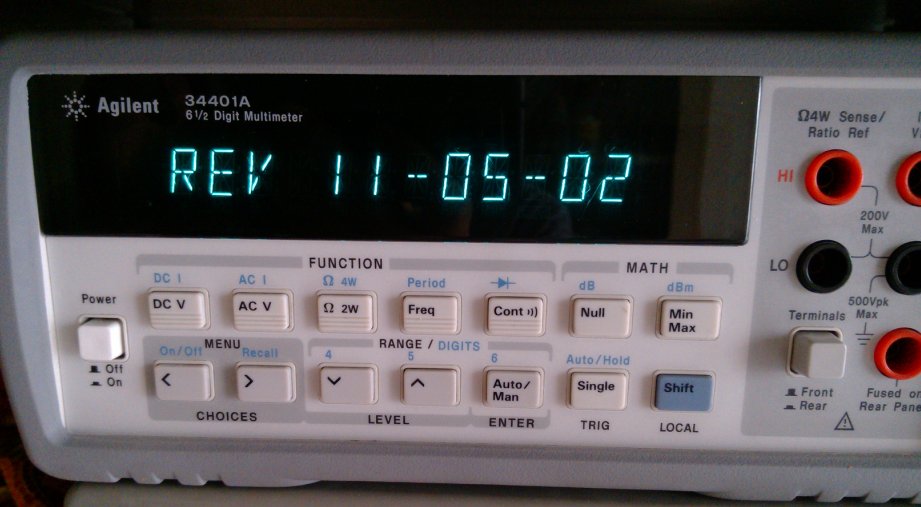 Agilent 34401A
6½ Digit Multimeter
REV 11-05-02
Ω4W Sense/
Ratio Ref
HI
200V
Max
LO
500Vpk
Max
Terminals
Front
Rear
Fused on
Rear Pane
FUNCTION
MATH
Power
Off
On
DC I
AC I
Ω 4W
Period
dB
dBm
DC V
AC V
Ω 2W
Freq
Cont
Null
Min
Max
MENU
RANGE / DIGITS
On/Off
Recall
4
5
6
Auto/Hold
<
>
Auto/
Man
Single
Shift
CHOICES
LEVEL
ENTER
TRIG
LOCAL